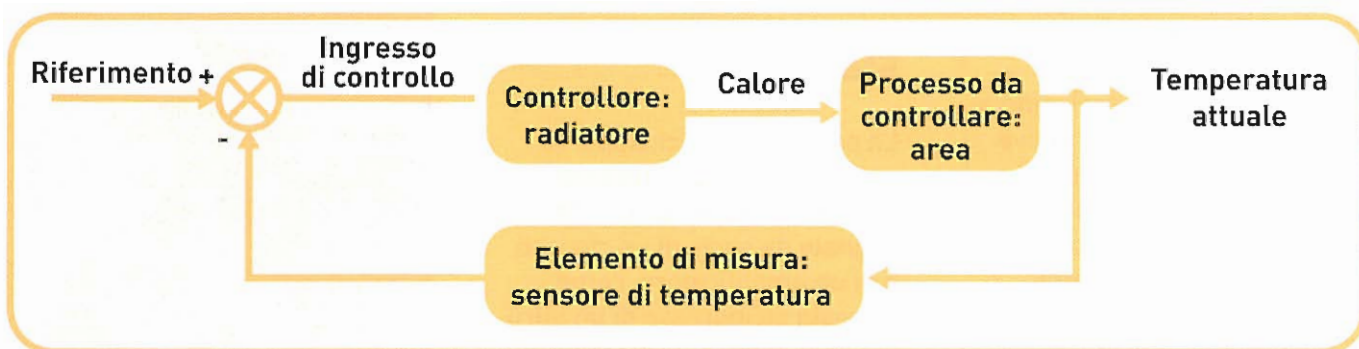 Riferimento +
-
Ingresso
di controllo
Controllore:
radiatore
Calore
Processo da
controllare:
area
Temperatura
attuale
Elemento di misura:
sensore di temperatura